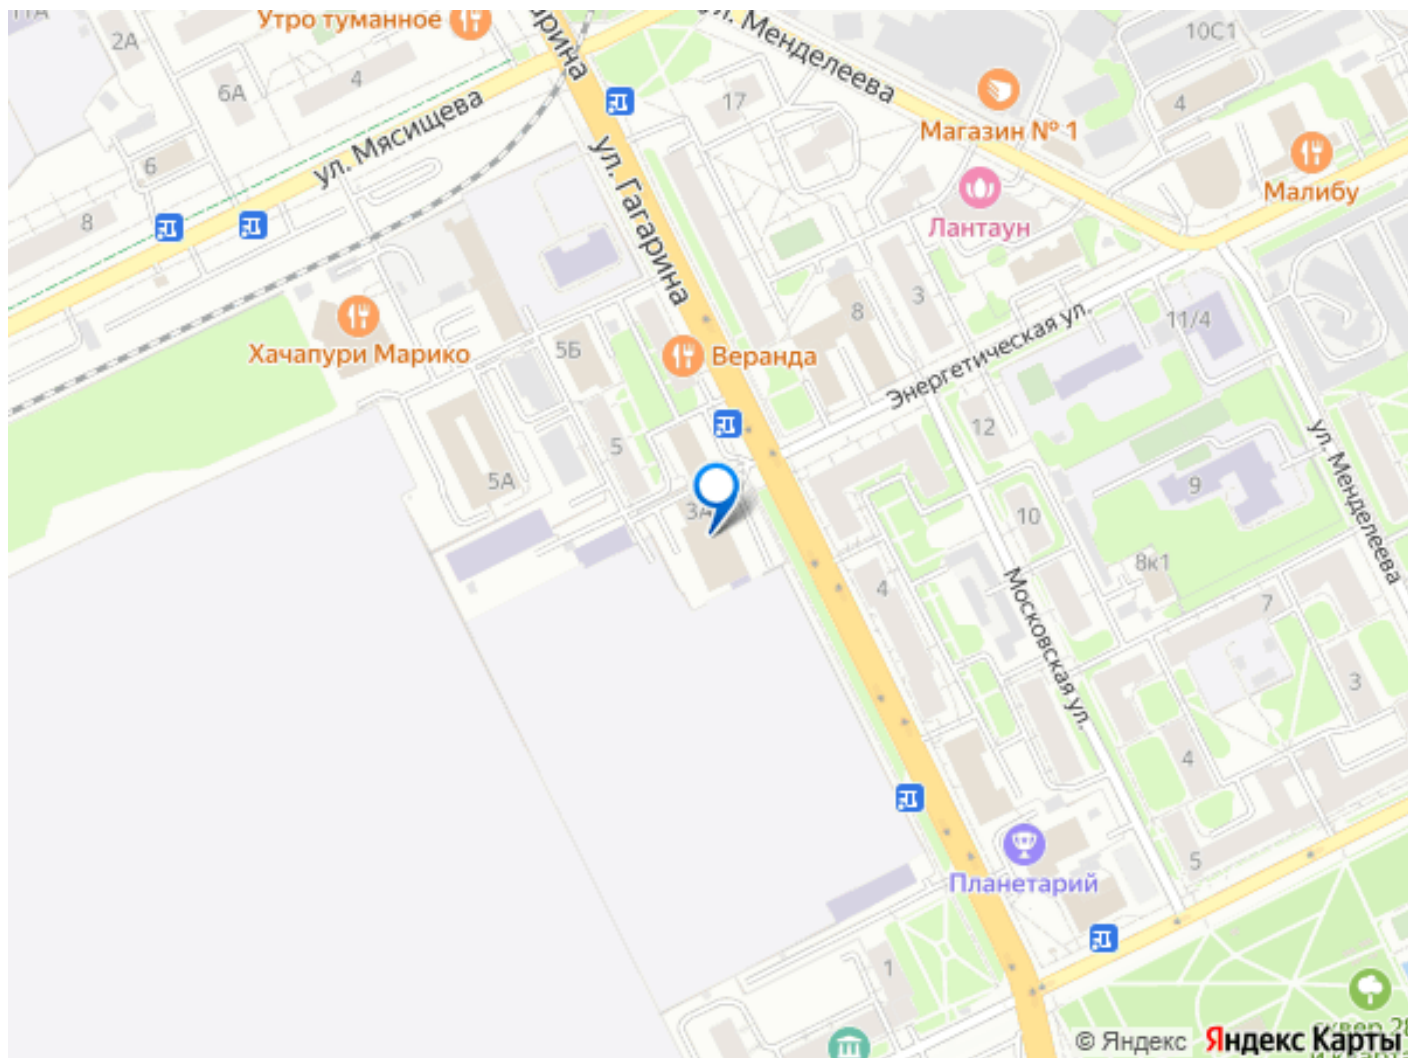 Утро туманное
2А
6А
4
ул. Мясищева
6
8
ул. Менделеева
10С1
17
4
Магазин № 1
Малибу
ул. Гагарина
Лантаун
3
8
11/4
Хачапури Марико
5Б
Веранда
Энергетическая ул.
5
12
5А
3А
9
10
ул. Менделеева
8к1
4
Московская ул.
7
3
4
5
Планетарий
1
© Яндекс
Яндекс Карты